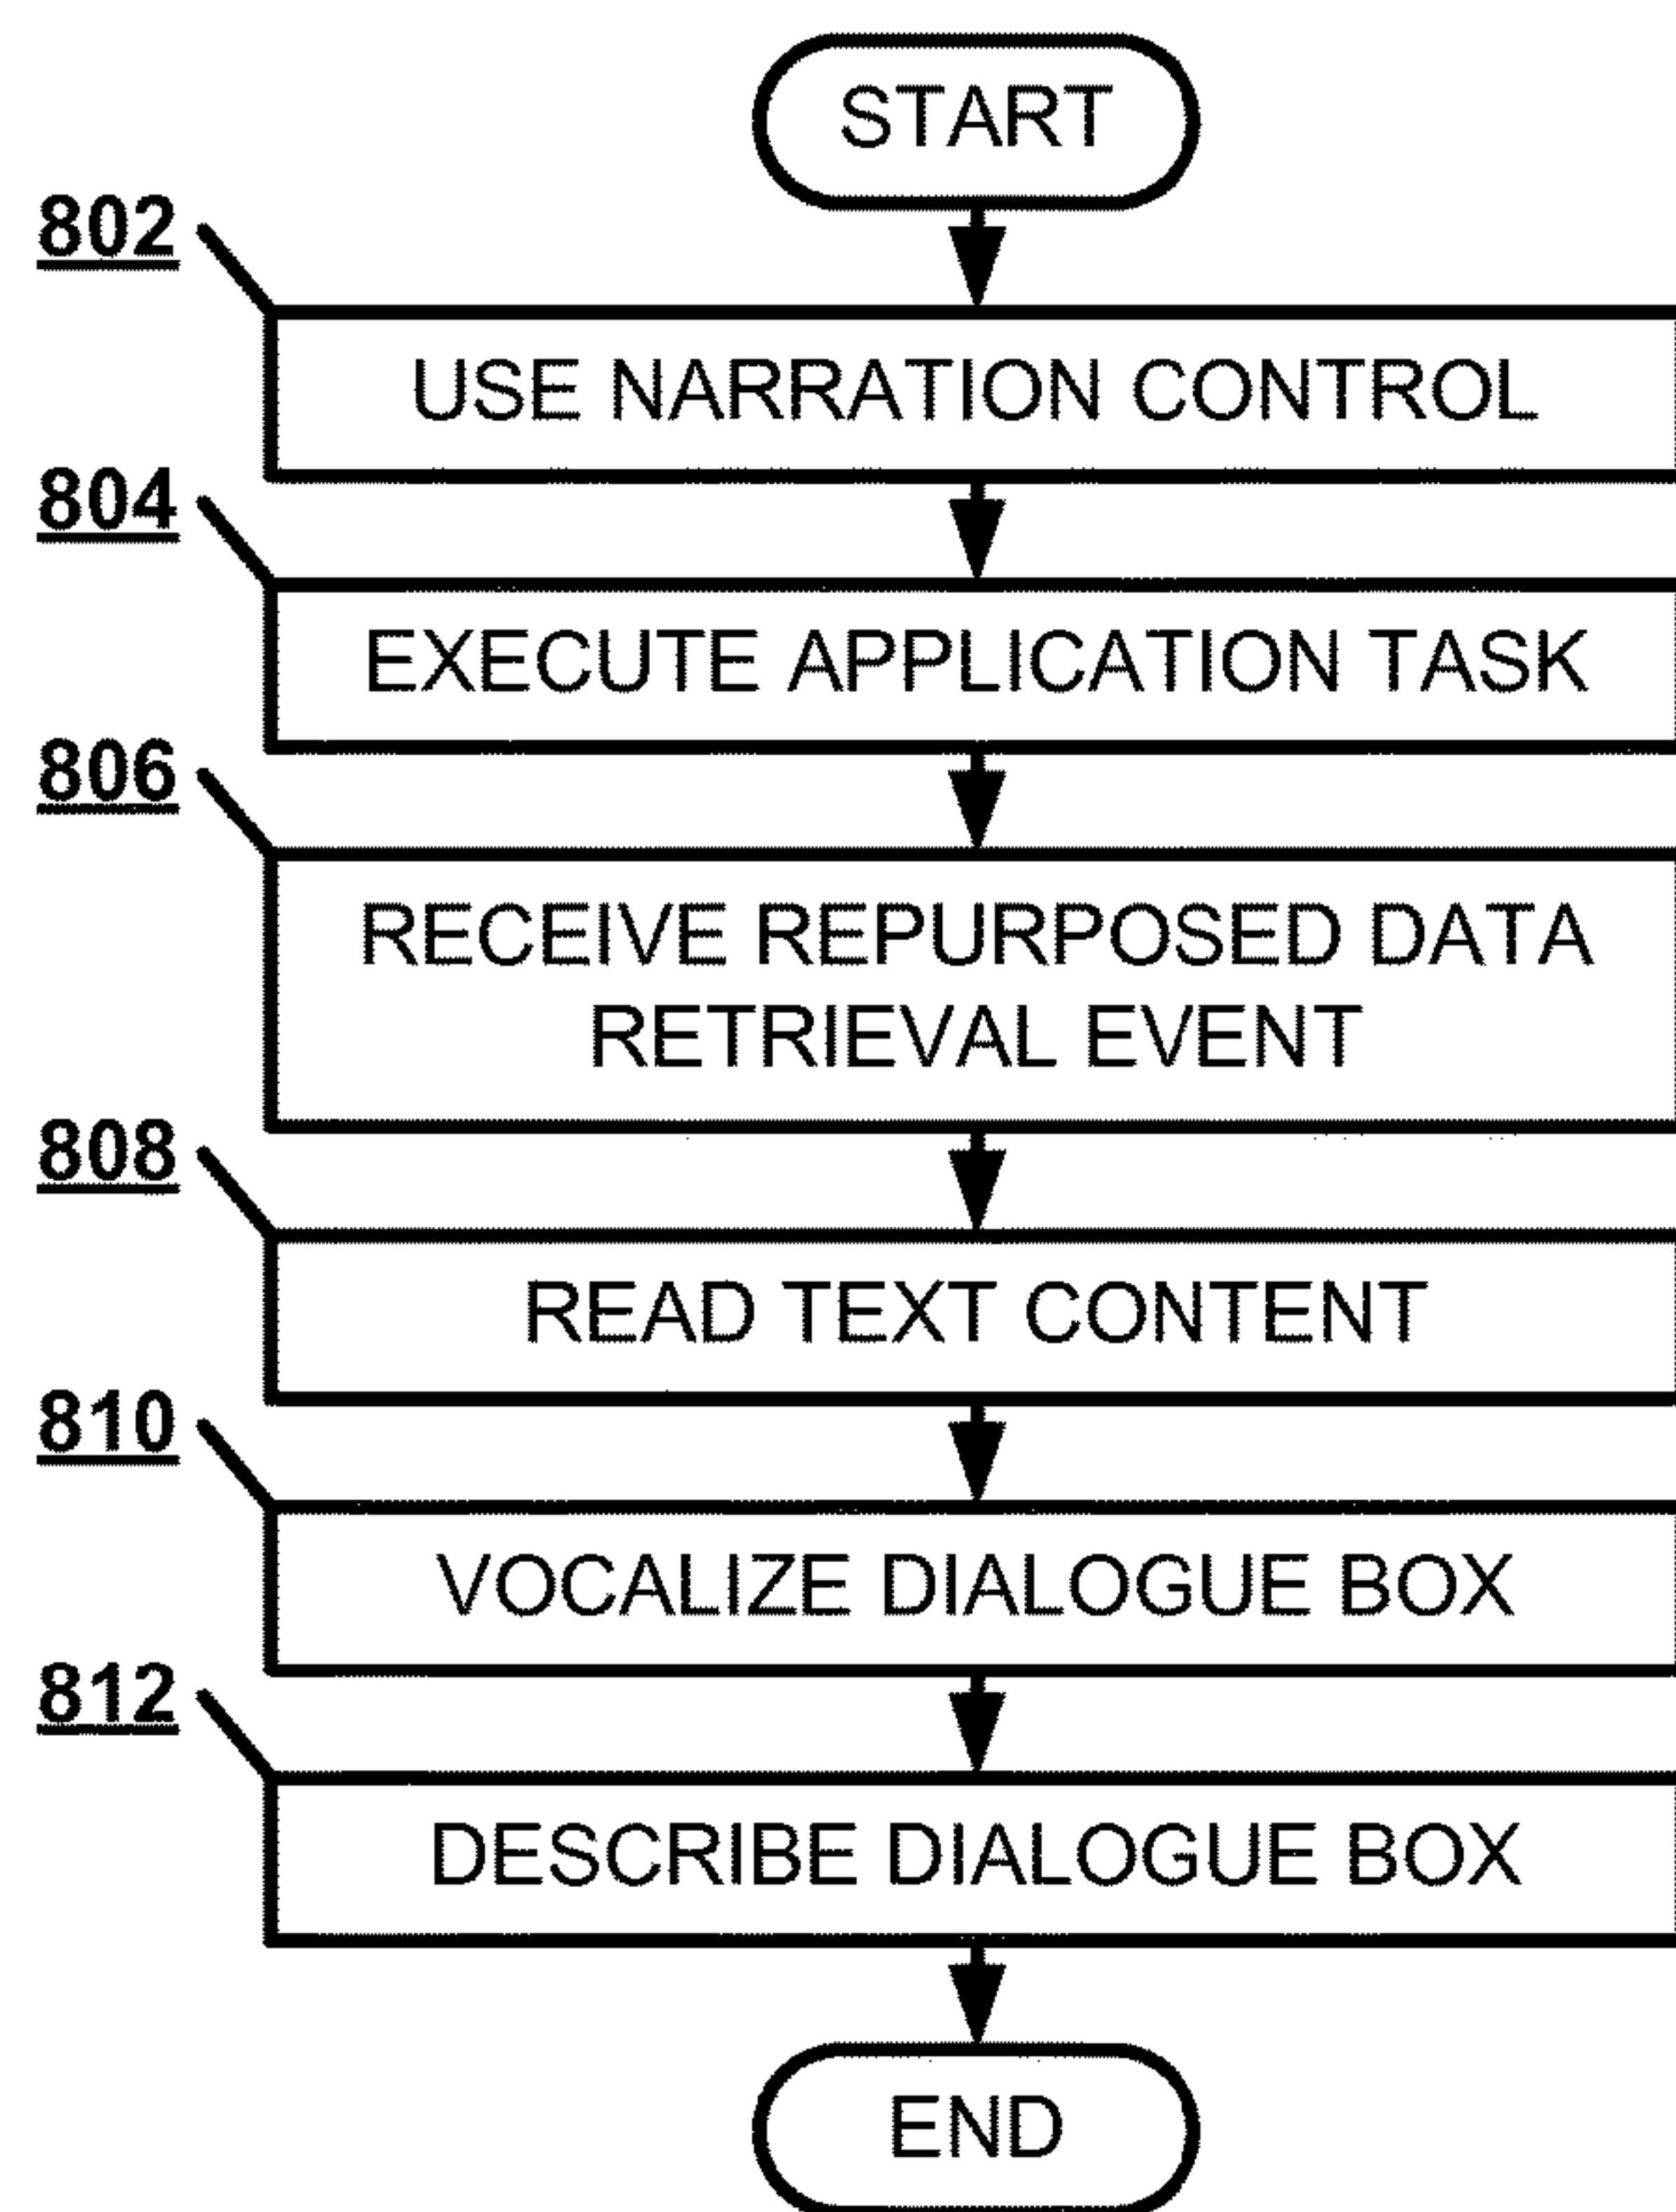 START
802
USE NARRATION CONTROL
804
EXECUTE APPLICATION TASK
806
RECEIVE REPURPOSED DATA
RETRIEVAL EVENT
808
READ TEXT CONTENT
810
VOCALIZE DIALOGUE BOX
812
DESCRIBE DIALOGUE BOX
END